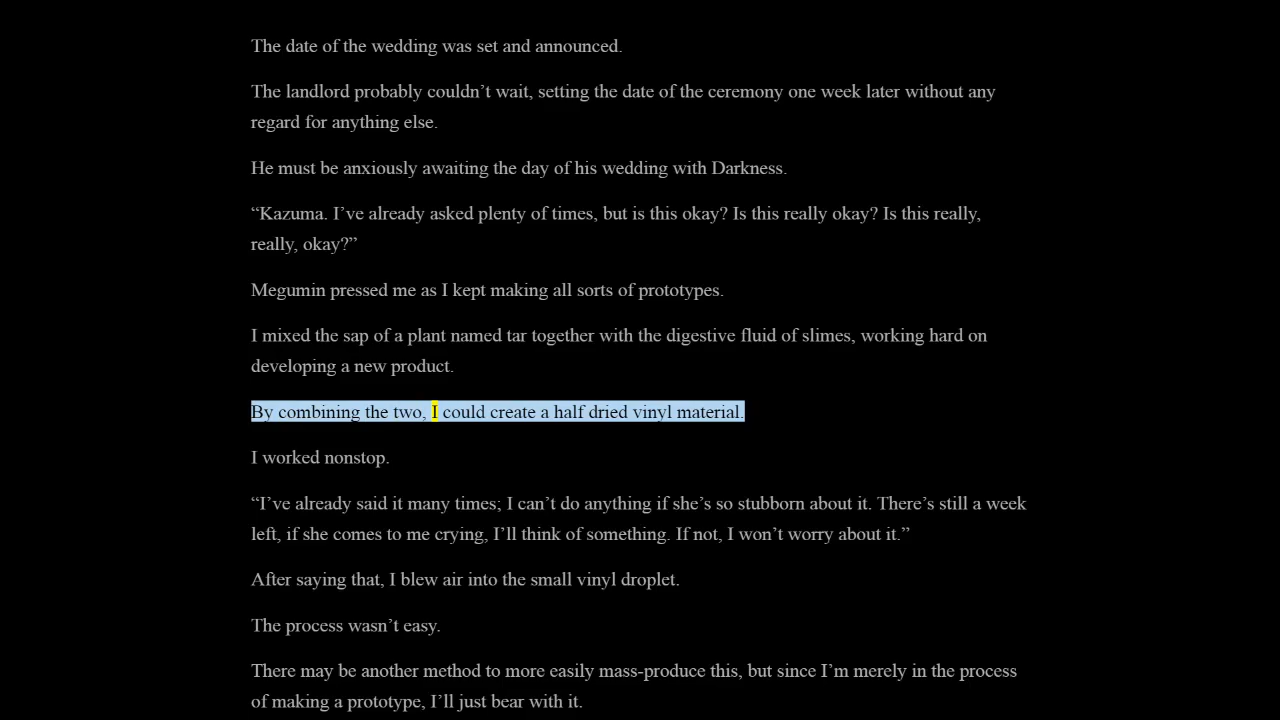 The date of the wedding was set and announced.
The landlord probably couldn’t wait, setting the date of the ceremony one week later without any
regard for anything else.
He must be anxiously awaiting the day of his wedding with Darkness.
“Kazuma. I’ve already asked plenty of times, but is this okay? Is this really okay? Is this really,
really, okay?”
Megumin pressed me as I kept making all sorts of prototypes.
I mixed the sap of a plant named tar together with the digestive fluid of slimes, working hard on
developing a new product.
By combining the two, I could create a half dried vinyl material.
I worked nonstop.
“I’ve already said it many times; I can’t do anything if she’s so stubborn about it. There’s still a week
left, if she comes to me crying, I’ll think of something. If not, I won’t worry about it.”
After saying that, I blew air into the small vinyl droplet.
The process wasn’t easy.
There may be another method to more easily mass-produce this, but since I’m merely in the process
of making a prototype, I’ll just bear with it.